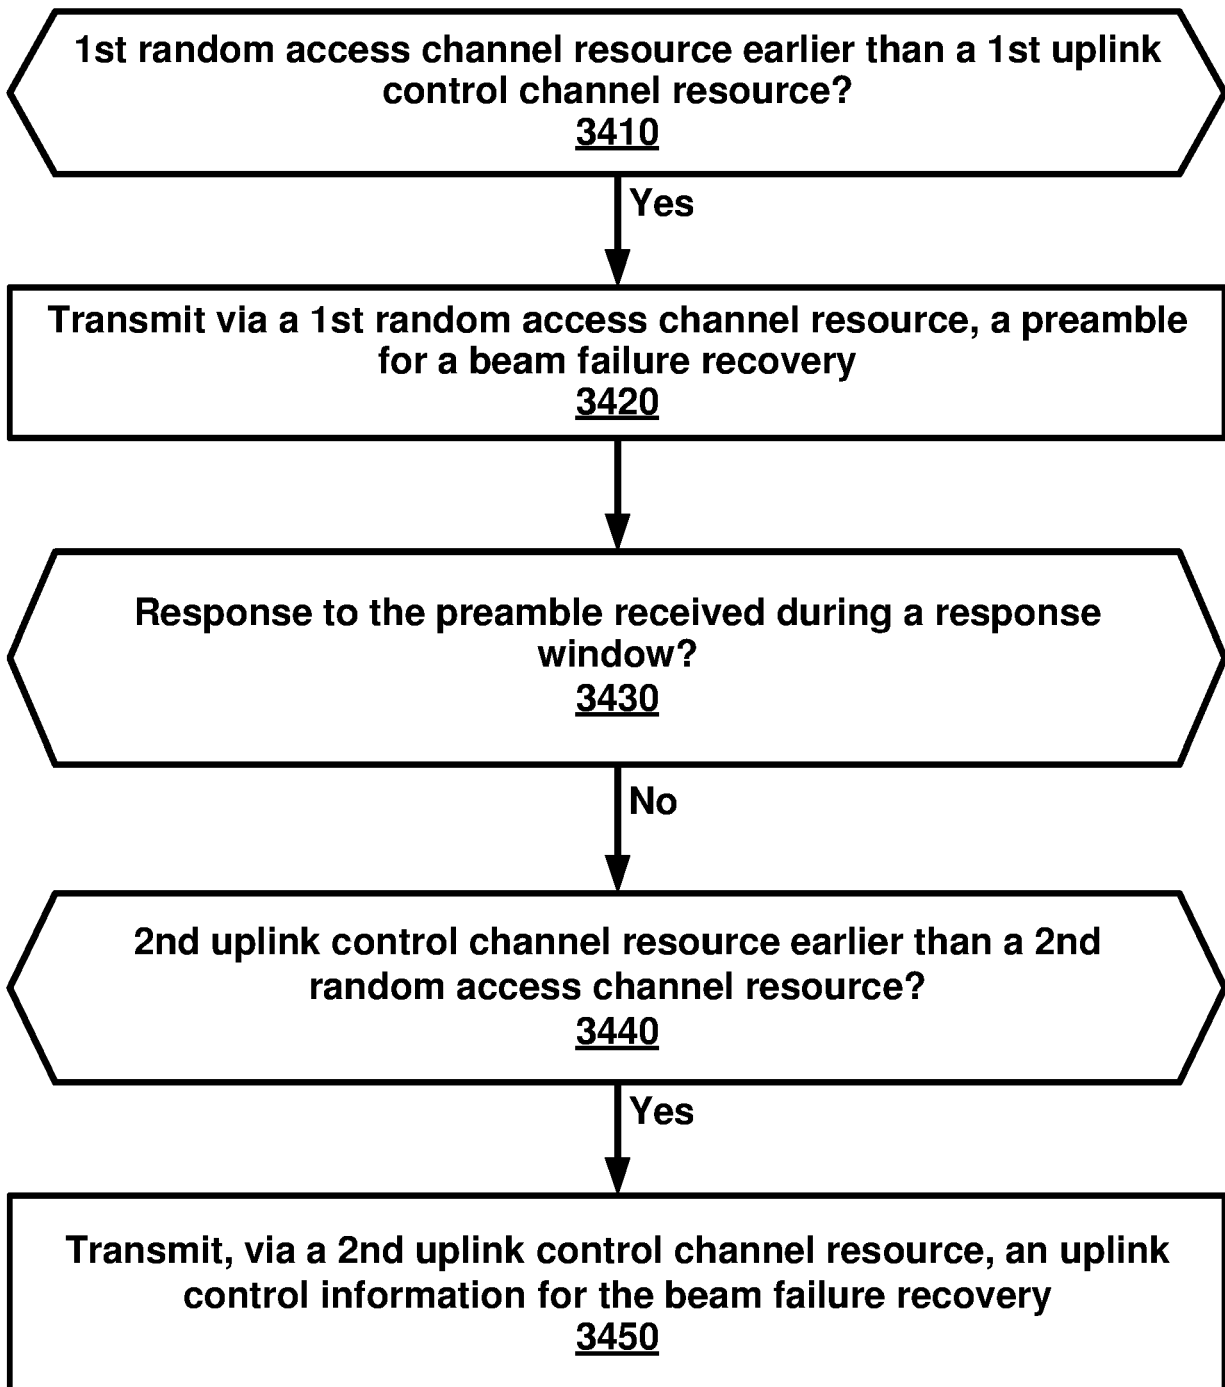 1st random access channel resource earlier than a 1st uplink
control channel resource?
3410
Yes
Transmit via a 1st random access channel resource, a preamble
for a beam failure recovery
3420
Response to the preamble received during a response
window?
3430
No
2nd uplink control channel resource earlier than a 2nd
random access channel resource?
3440
Yes
Transmit, via a 2nd uplink control channel resource, an uplink
control information for the beam failure recovery
3450